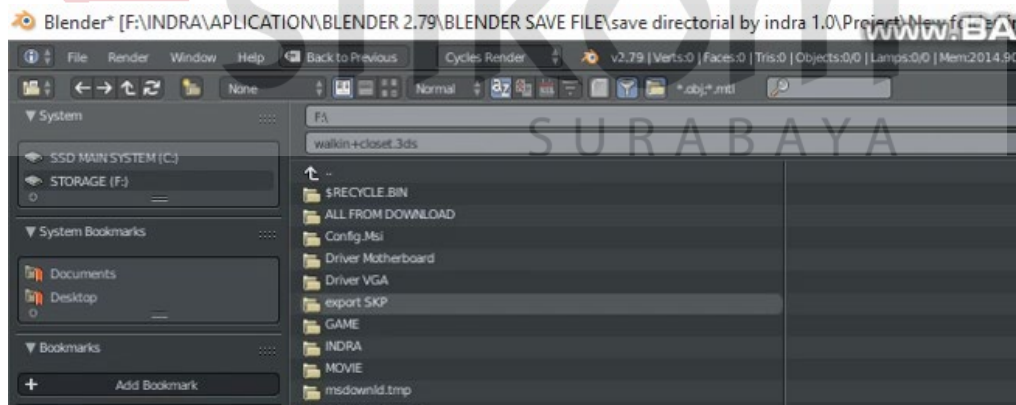 Blender* [F:\INDRA\APLICATION\BLENDER 2.79\BLENDER SAVE FILE\save directorial by indra 1.0\Project\New
www.BA
File Render Window Help Back to Previous Cycles Render v2.79 | Verts:0 | Faces:0 | Tris:0 | Objects:0/0 | Lamps:0/0 | Mem:2014.90
None Normal *.obj;*.mtl
System
F:\
SURABAYA
walkin+closet.3ds
SSD MAIN SYSTEM (C:)
STORAGE (F:)
..
$RECYCLE.BIN
ALL FROM DOWNLOAD
System Bookmarks
Config.Msi
Driver Motherboard
Documents
Driver VGA
Desktop
export SKP
GAME
Bookmarks
INDRA
MOVIE
Add Bookmark
msdownld.tmp